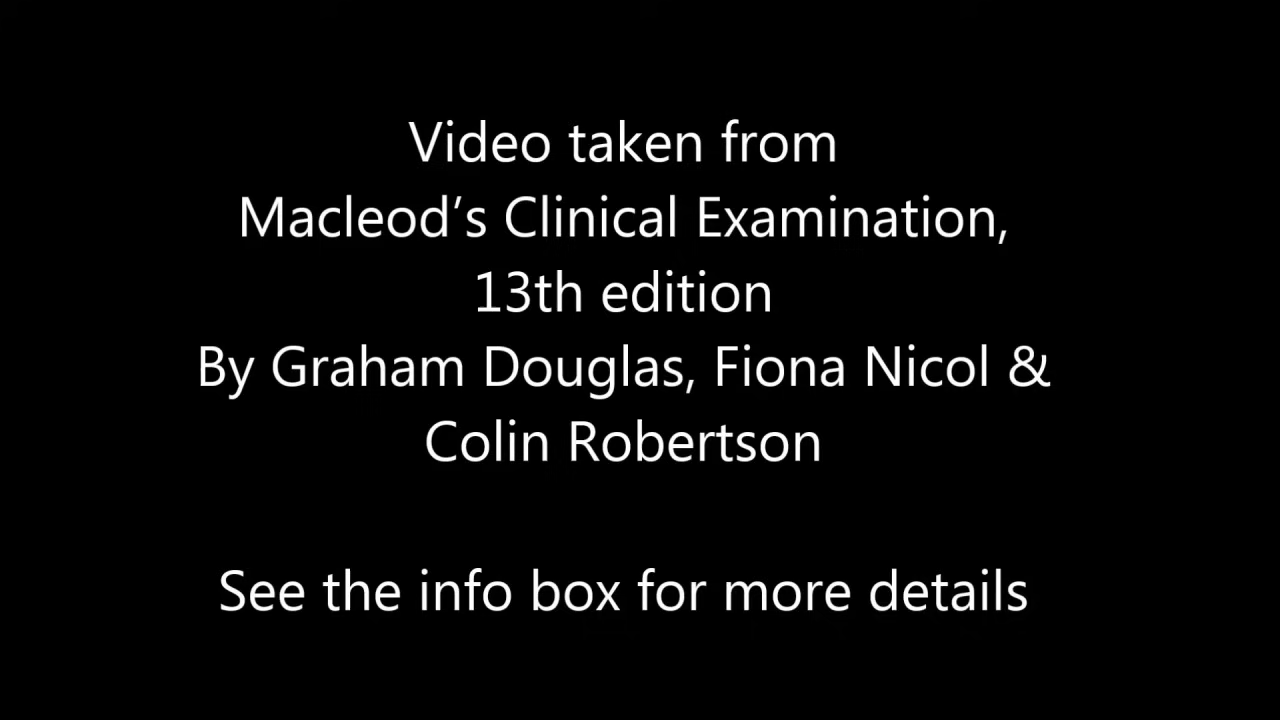 Video taken from
Macleod’s Clinical Examination,
13th edition
By Graham Douglas, Fiona Nicol &
Colin Robertson
See the info box for more details